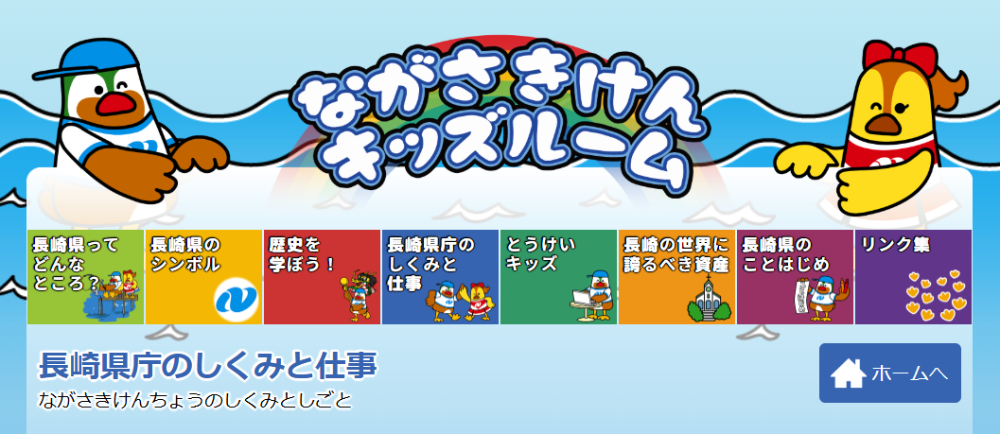 ながさきけん
キッズルーム
長崎県って
どんな
ところ？
長崎県の
シンボル
歴史を
学ぼう！
長崎県庁の
しくみと
仕事
とうけい
キッズ
長崎の世界に
誇るべき資産
長崎県の
ことはじめ
リンク集
長崎県庁のしくみと仕事
ながさきけんちょうのしくみとしごと
ホームへ